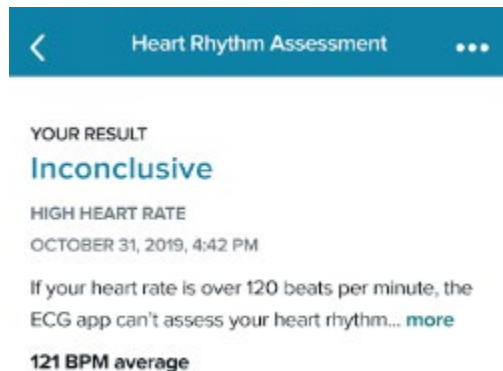 Heart Rhythm Assessment
YOUR RESULT
Inconclusive
HIGH HEART RATE
OCTOBER 31, 2019, 4:42 PM
If your heart rate is over 120 beats per minute, the
ECG app can't assess your heart rhythm... more
121 BPM average